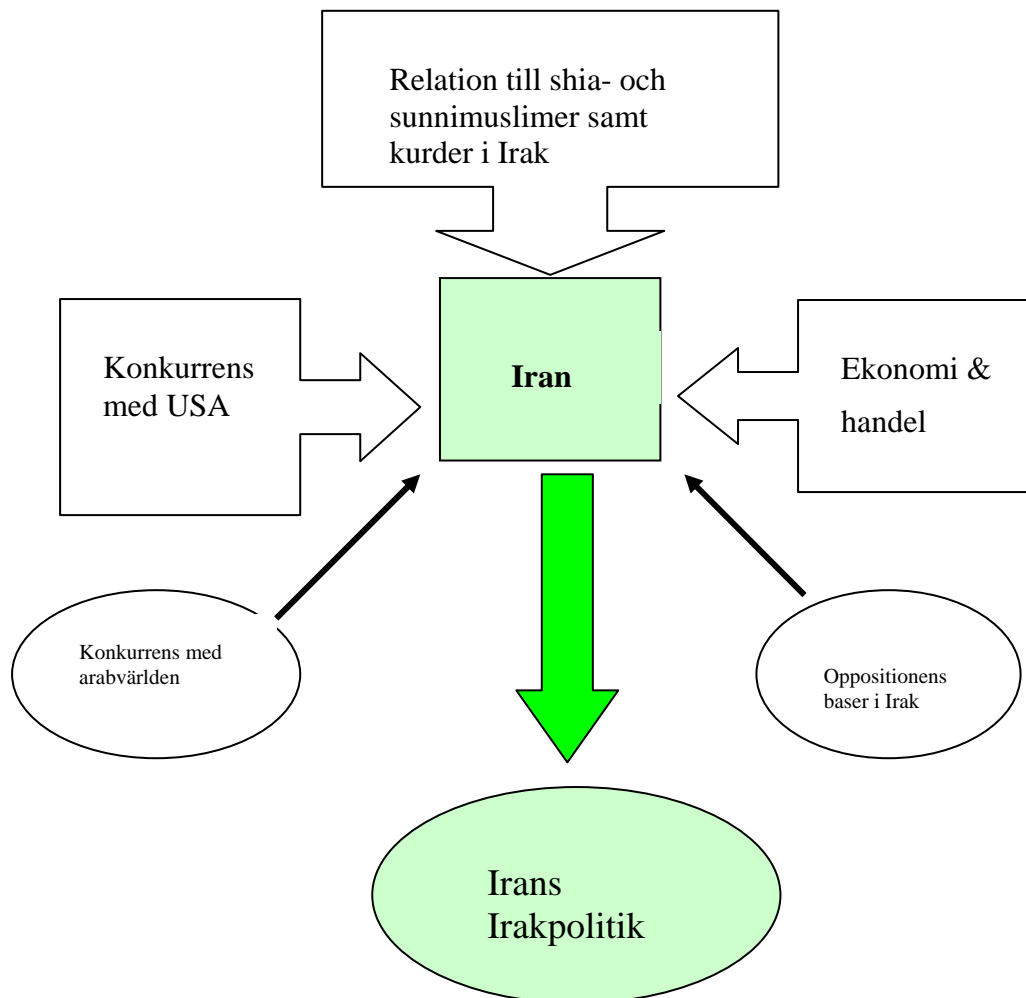 Relation till shia- och
sunnimuslimer samt
kurder i Irak
Konkurrens
med USA
Iran
Ekonomi &
handel
Konkurrens med
arabvärlden
Oppositionens
baser i Irak
Irans
Irakpolitik